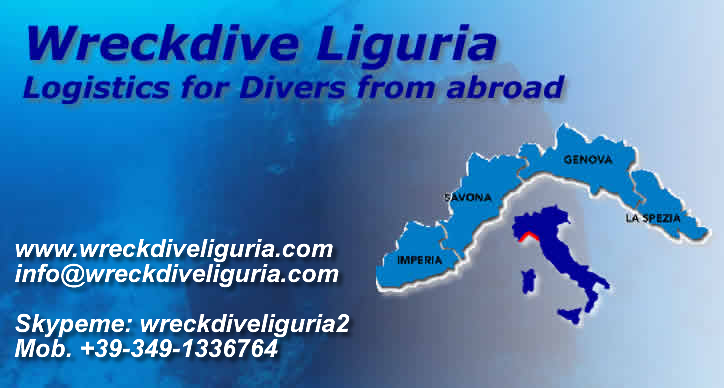 Wreckdive Liguria
Logistics for Divers from abroad
GENOVA
SAVONA
LA SPEZIA
IMPERIA
www.wreckdiveliguria.com
info@wreckdiveliguria.com
Skypeme: wreckdiveliguria2
Mob. +39-349-1336764